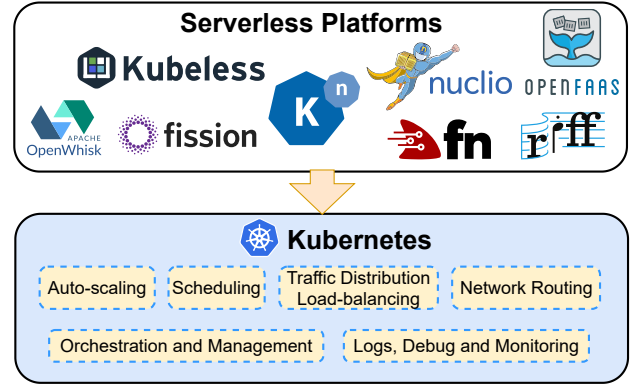 Serverless Platforms
Kubeless
K n
nuclio
OPENFAAS
APACHE
OpenWhisk
fission
fn
riff
Kubernetes
Auto-scaling
Scheduling
Traffic Distribution
Load-balancing
Network Routing
Orchestration and Management
Logs, Debug and Monitoring